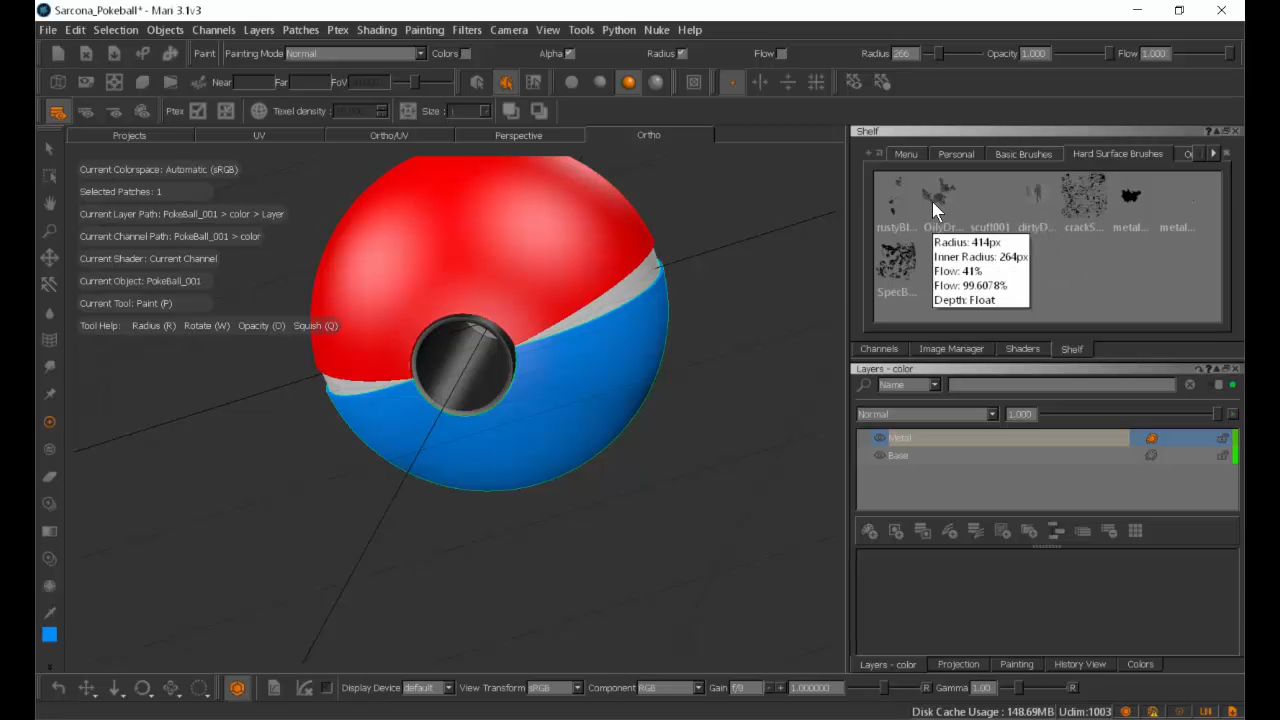 Sarcona_Pokeball* - Mari 3.1v3
File Edit Selection Objects Channels Layers Patches Ptex Shading Painting Filters Camera View Tools Python Nuke Help
Paint Painting Mode Normal Colors Alpha Radius Flow Radius 266 Opacity 1.000 Flow 1.000
Near Far FoV
Ptex Texel density: Size :
Projects UV Ortho/UV Perspective Ortho
Shelf
Menu Personal Basic Brushes Hard Surface Brushes
Current Colorspace: Automatic (sRGB)
Selected Patches: 1
Current Layer Path: PokeBall_001 > color > Layer
Current Channel Path: PokeBall_001 > color
Current Shader: Current Channel
Current Object: PokeBall_001
Current Tool: Paint (P)
Tool Help: Radius (R) Rotate (W) Opacity (O) Squish (Q)
rustyBl... OilyDr... scuff001 dirtyD... crackS... metal... metal...
SpecB...
Radius: 414px
Inner Radius: 264px
Flow: 41%
Flow: 99.6078%
Depth: Float
Channels Image Manager Shaders Shelf
Layers - color
Name
Normal 1.000
Metal
Base
Layers - color Projection Painting History View Colors
Display Device default View Transform sRGB Component RGB Gain f/8 1.000000 R Gamma 1.00 R
Disk Cache Usage : 148.69MB Udim:1003